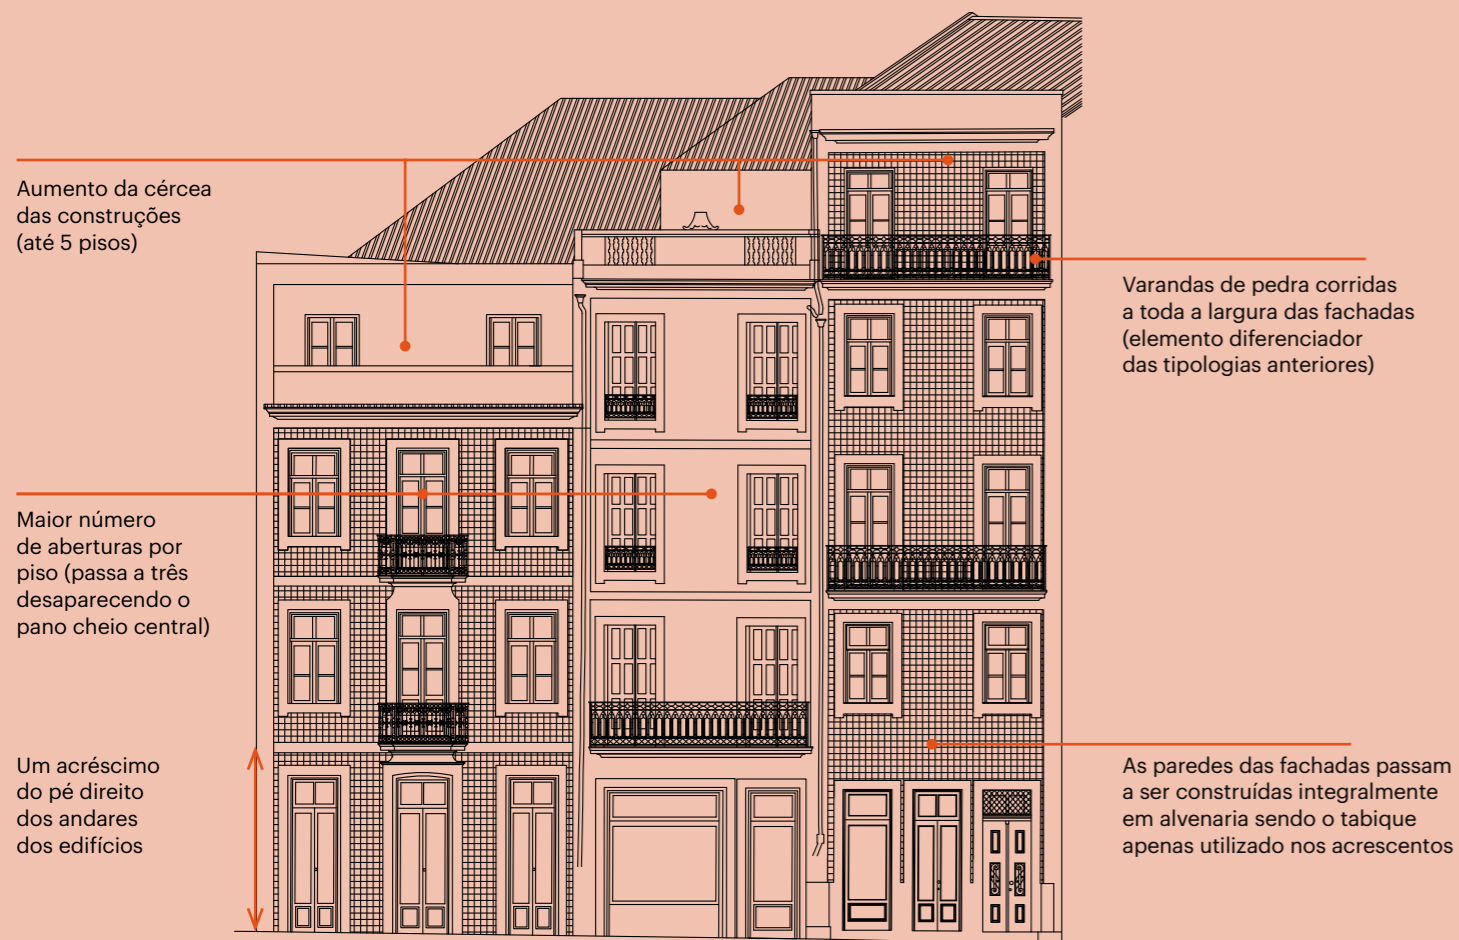 Aumento da cércea
das construções
(até 5 pisos)
Maior número
de aberturas por
piso (passa a três
desaparecendo o
pano cheio central)
Um acréscimo
do pé direito
dos andares
dos edifícios
Varandas de pedra corridas
a toda a largura das fachadas
(elemento diferenciador
das tipologias anteriores)
As paredes das fachadas passam
a ser construídas integralmente
em alvenaria sendo o tabique
apenas utilizado nos acrescentos